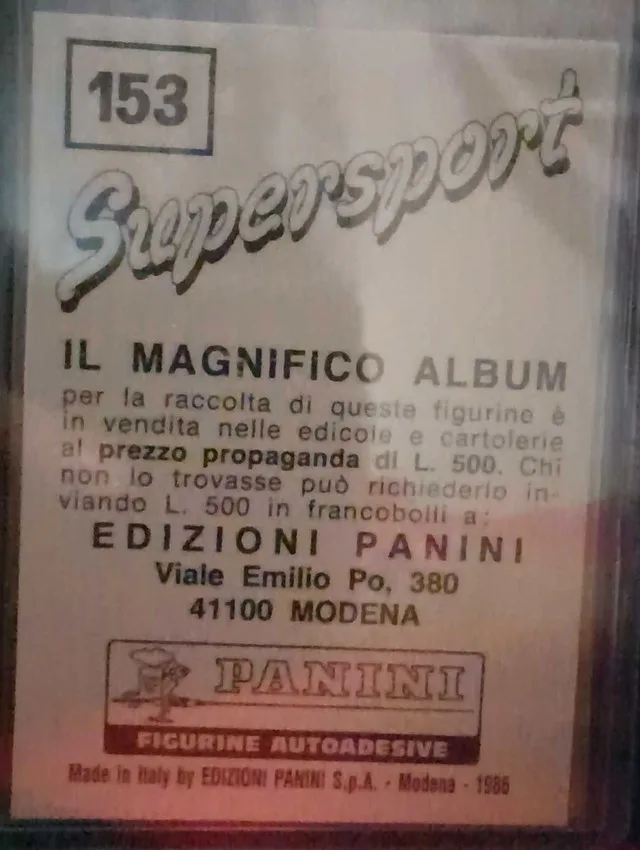 153
Supersport
IL MAGNIFICO ALBUM
per la raccolta di queste figurine è
in vendita nelle edicole e cartolerie
al prezzo propaganda di L. 500. Chi
non lo trovasse può richiederlo in-
viando L. 500 in francobolli a:
EDIZIONI PANINI
Viale Emilio Po, 380
41100 MODENA
PANINI
FIGURINE AUTOADESIVE
Made in Italy by EDIZIONI PANINI S.p.A. - Modena - 1986